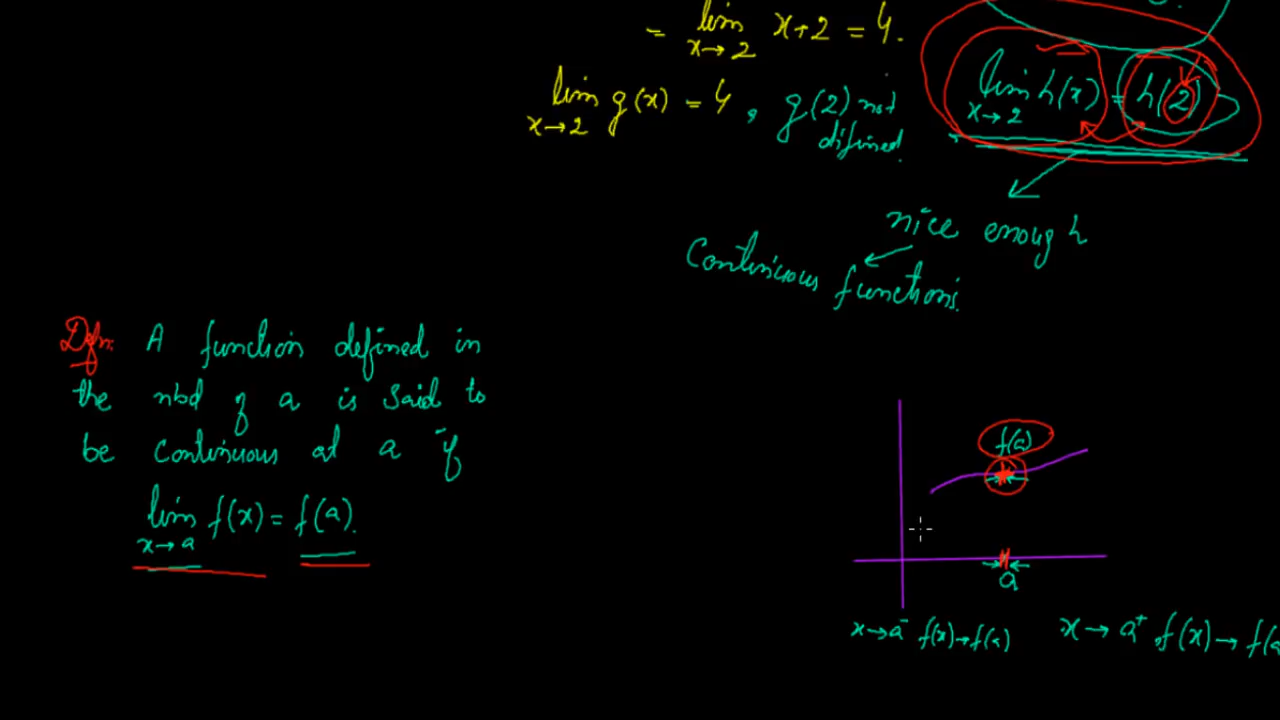 = lim x→2 x+2 = 4.
lim x→2 g(x) = 4, g(2) not
difined.
lim x→2 h(x) = h(2)
nice enough
Continuous functions.
Defn: A function defined in
the nbd of a is said to
be continuous at a if
lim x→a f(x) = f(a).
f(a)
a
x→a⁻ f(x)→f(a)
x→a⁺ f(x)→ f(a